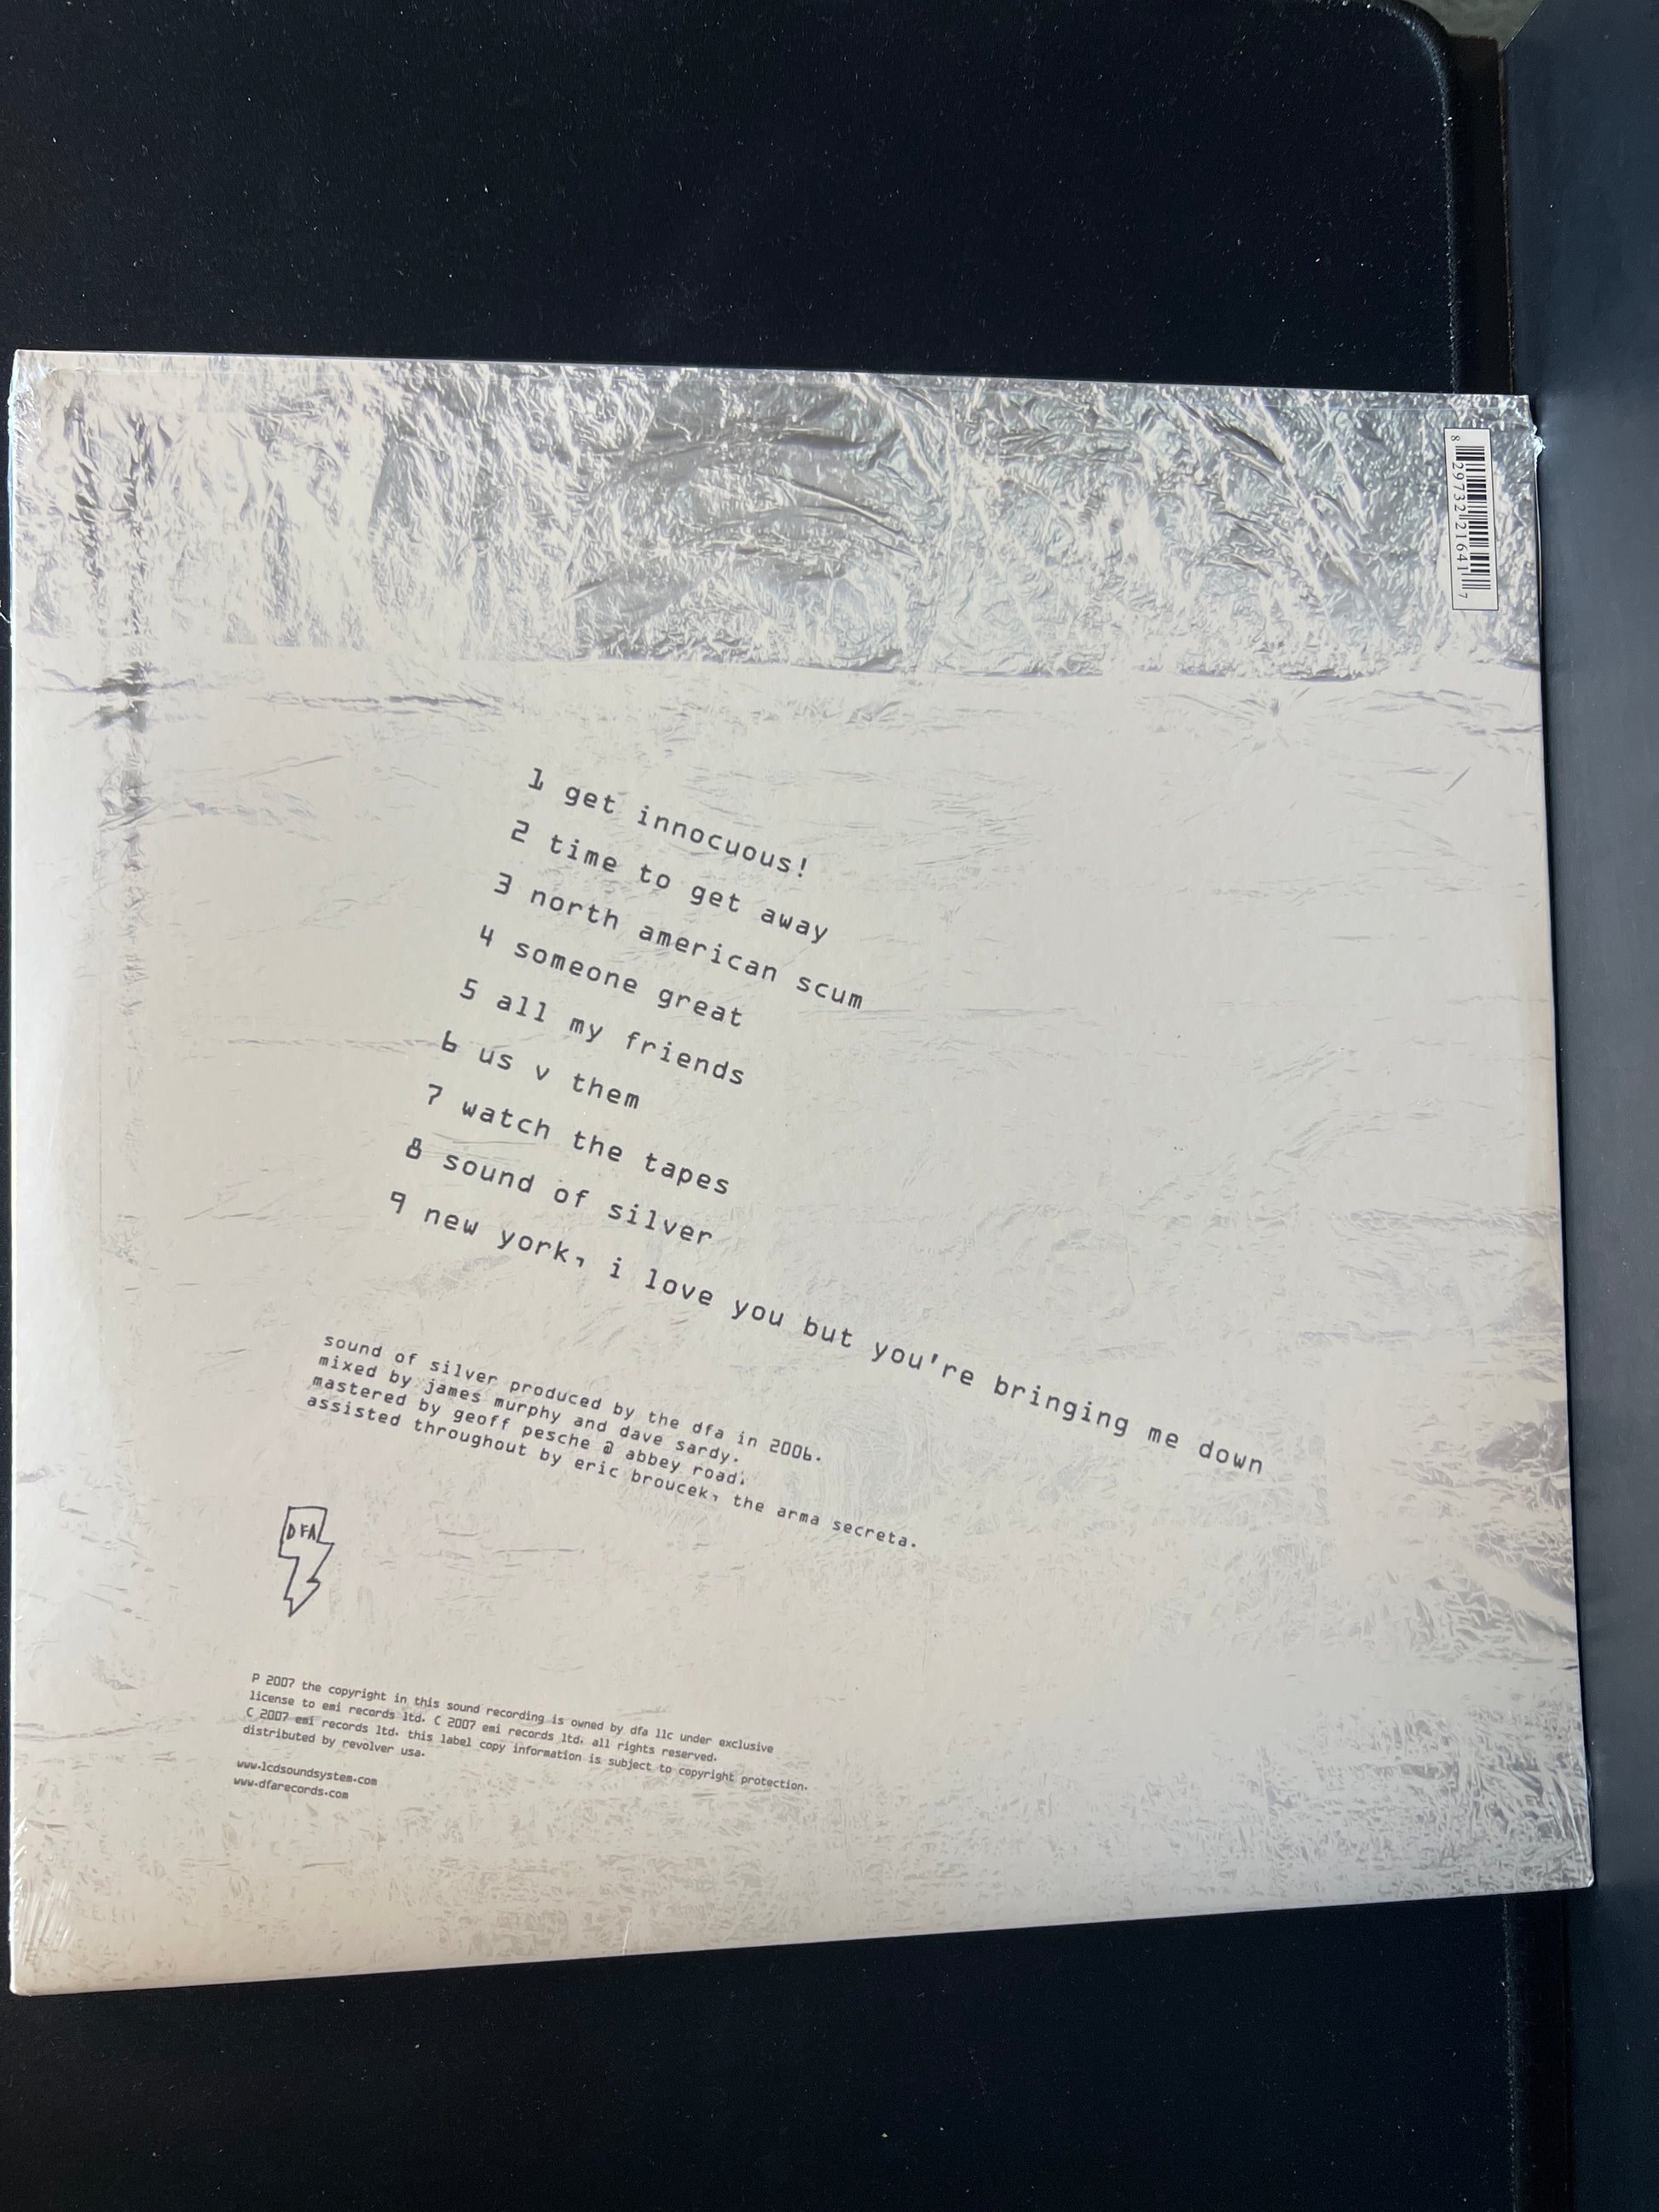 8 29732 21641 7
1 get innocuous!
2 time to get away
3 north american scum
4 someone great
5 all my friends
6 us v them
7 watch the tapes
8 sound of silver
9 new york, i love you but you're bringing me down
sound of silver produced by the dfa in 2006.
mixed by james murphy and dave sardy.
mastered by geoff pesche @ abbey road.
assisted throughout by eric broucek, the arma secreta.
DFA
P 2007 the copyright in this sound recording is owned by dfa llc under exclusive
license to emi records ltd. C 2007 emi records ltd. all rights reserved.
C 2007 emi records ltd. this label copy information is subject to copyright protection.
distributed by revolver usa.
www.lcdsoundsystem.com
www.dfarecords.com